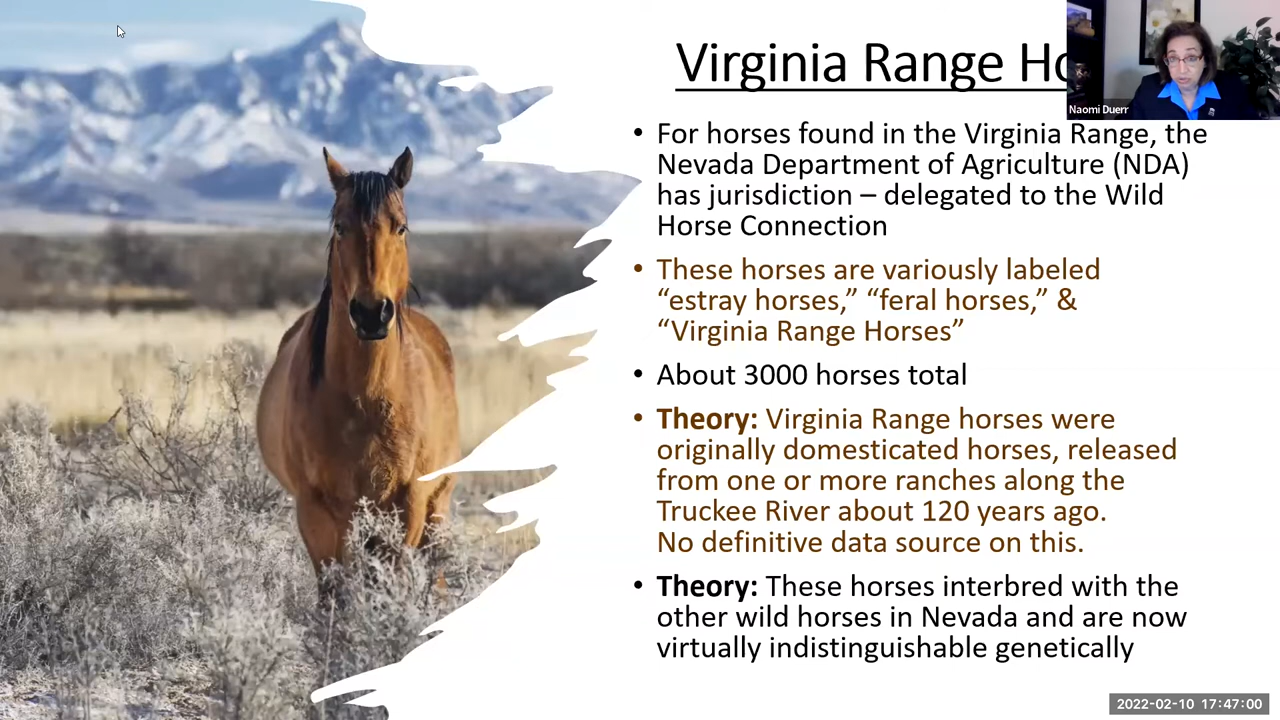 Virginia Range Ho
Naomi Duerr
• For horses found in the Virginia Range, the
Nevada Department of Agriculture (NDA)
has jurisdiction – delegated to the Wild
Horse Connection
• These horses are variously labeled
“estray horses,” “feral horses,” &
“Virginia Range Horses”
• About 3000 horses total
• Theory: Virginia Range horses were
originally domesticated horses, released
from one or more ranches along the
Truckee River about 120 years ago.
No definitive data source on this.
• Theory: These horses interbred with the
other wild horses in Nevada and are now
virtually indistinguishable genetically
2022-02-10 17:47:00